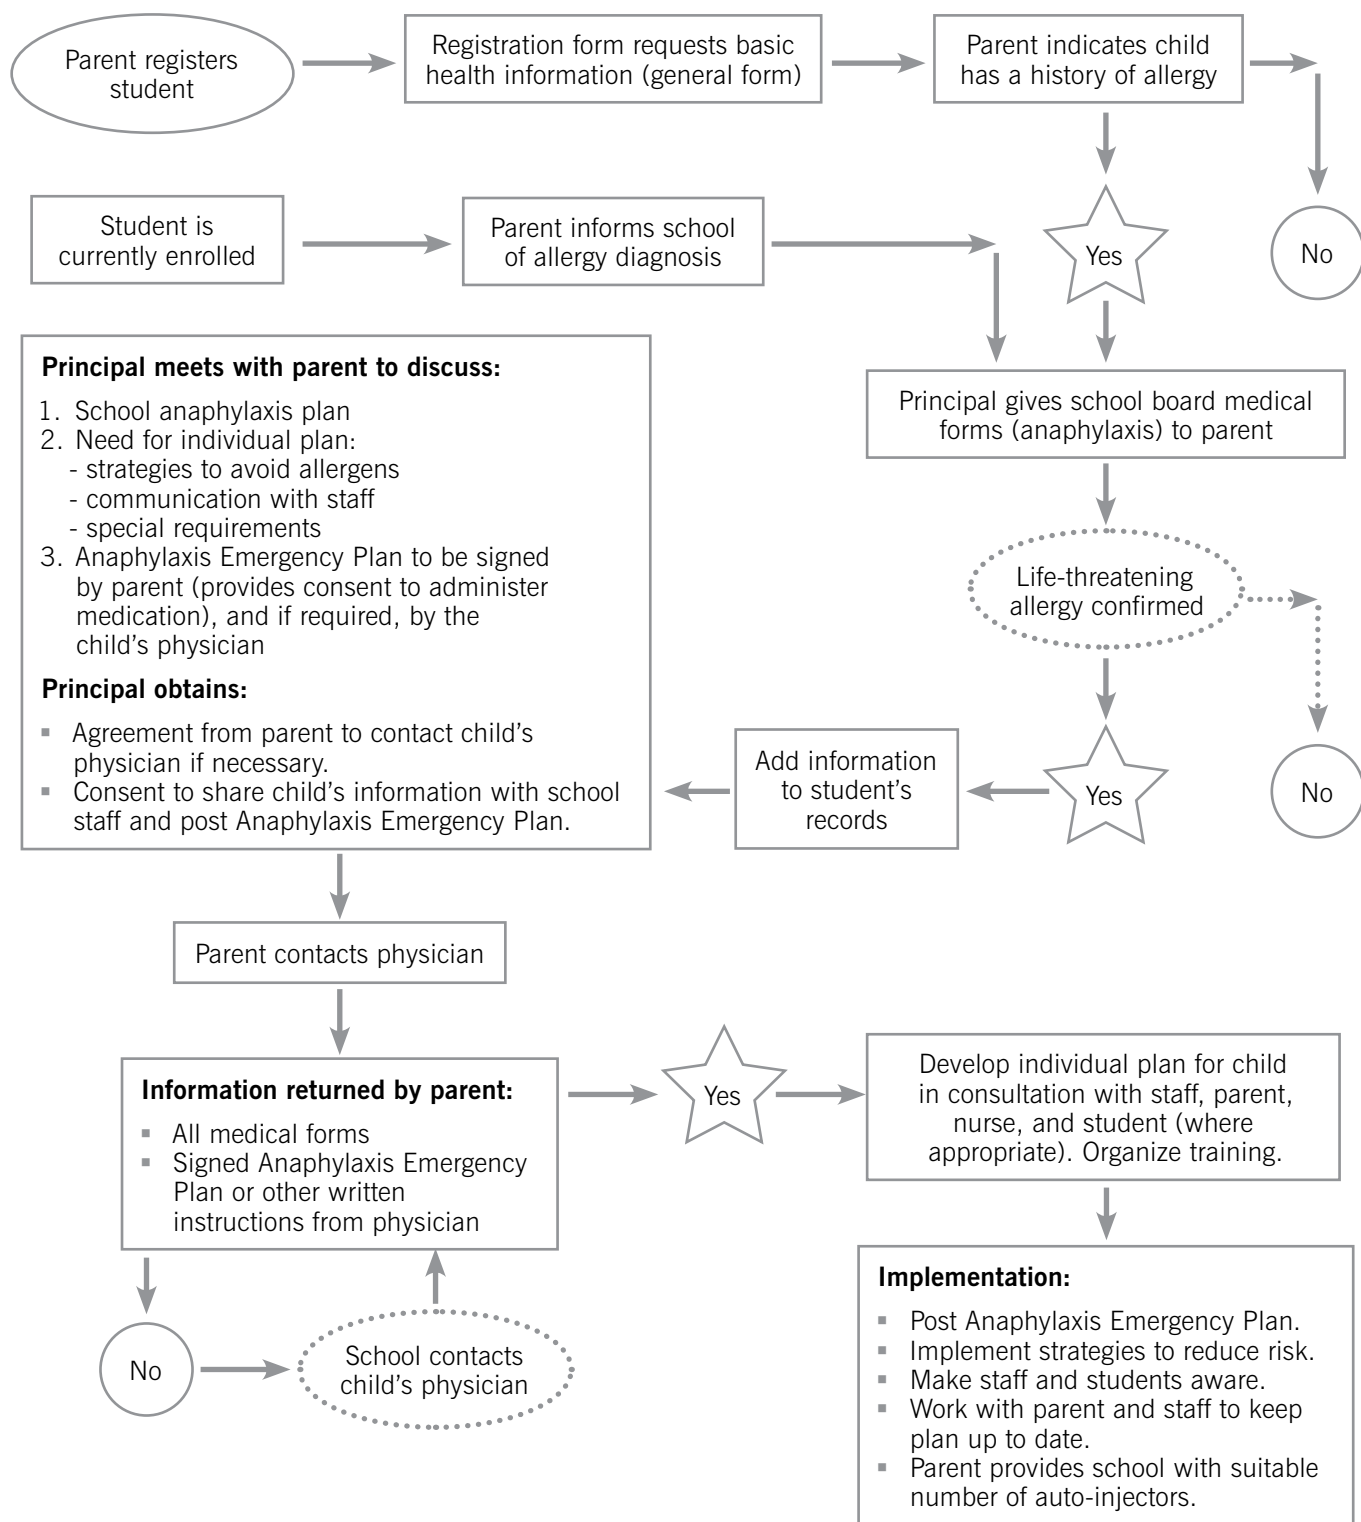 Parent registers
student
Registration form requests basic
health information (general form)
Parent indicates child
has a history of allergy
Student is
currently enrolled
Parent informs school
of allergy diagnosis
Yes
No
Principal gives school board medical
forms (anaphylaxis) to parent
Life-threatening
allergy confirmed
Yes
No
Add information
to student’s
records
Principal meets with parent to discuss:
1. School anaphylaxis plan
2. Need for individual plan:
- strategies to avoid allergens
- communication with staff
- special requirements
3. Anaphylaxis Emergency Plan to be signed
by parent (provides consent to administer
medication), and if required, by the
child’s physician
Principal obtains:
▪ Agreement from parent to contact child’s
physician if necessary.
▪ Consent to share child’s information with school
staff and post Anaphylaxis Emergency Plan.
Parent contacts physician
Information returned by parent:
▪ All medical forms
▪ Signed Anaphylaxis Emergency
Plan or other written
instructions from physician
No
School contacts
child’s physician
Yes
Develop individual plan for child
in consultation with staff, parent,
nurse, and student (where
appropriate). Organize training.
Implementation:
▪ Post Anaphylaxis Emergency Plan.
▪ Implement strategies to reduce risk.
▪ Make staff and students aware.
▪ Work with parent and staff to keep
plan up to date.
▪ Parent provides school with suitable
number of auto-injectors.